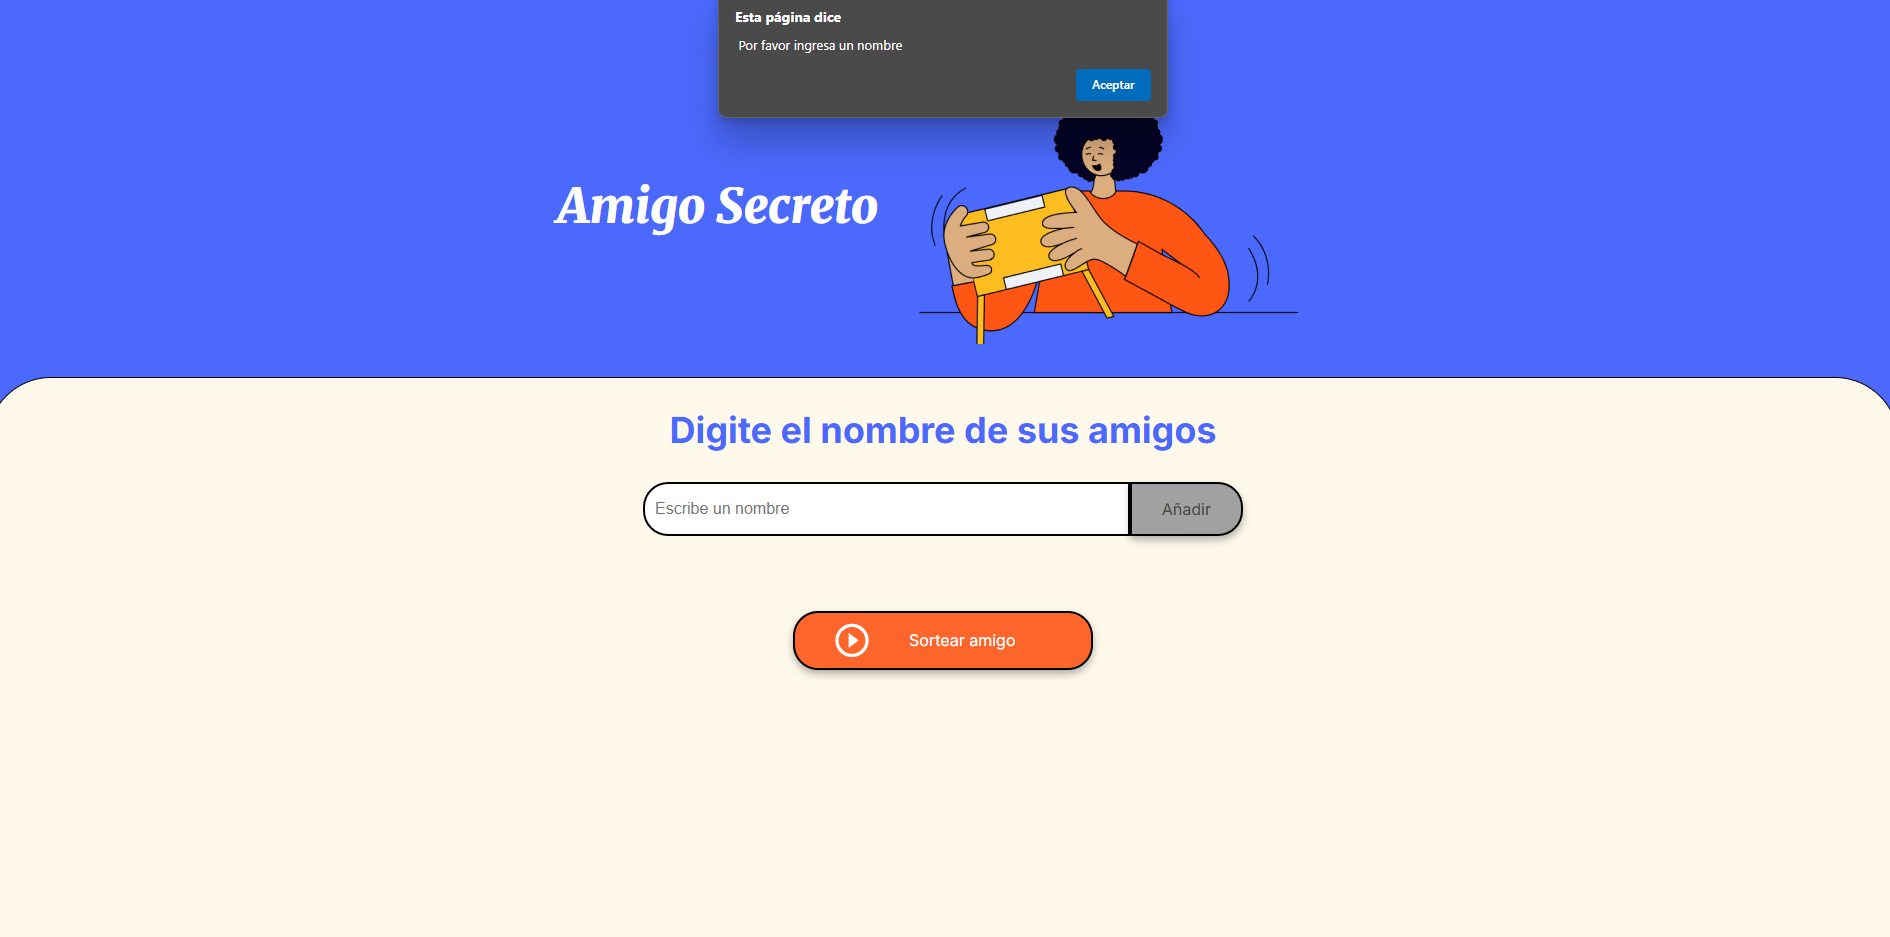 Esta página dice
Por favor ingresa un nombre
Aceptar
Amigo Secreto
Digite el nombre de sus amigos
Escribe un nombre
Añadir
Sortear amigo